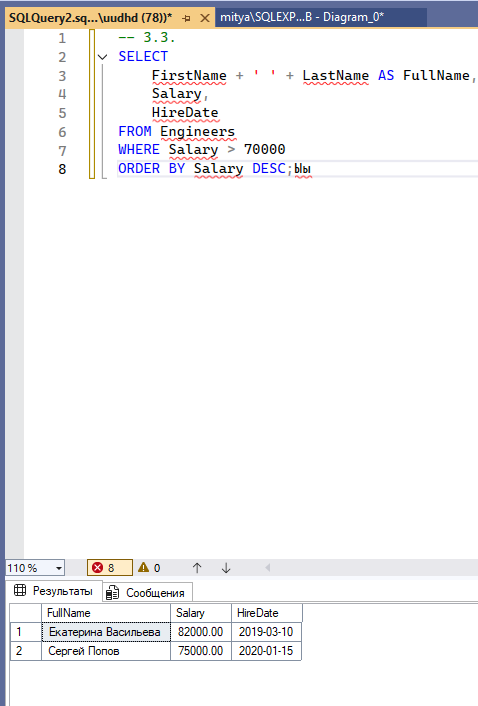 SQLQuery2.sq...\uudhd (78))*
mitya\SQLEXP...B - Diagram_0*
1 -- 3.3.
2 SELECT
3 FirstName + ' ' + LastName AS FullName,
4 Salary,
5 HireDate
6 FROM Engineers
7 WHERE Salary > 70000
8 ORDER BY Salary DESC;Ыы
110 % 8 0
Результаты Сообщения
FullName Salary HireDate
1 Екатерина Васильева 82000.00 2019-03-10
2 Сергей Попов 75000.00 2020-01-15